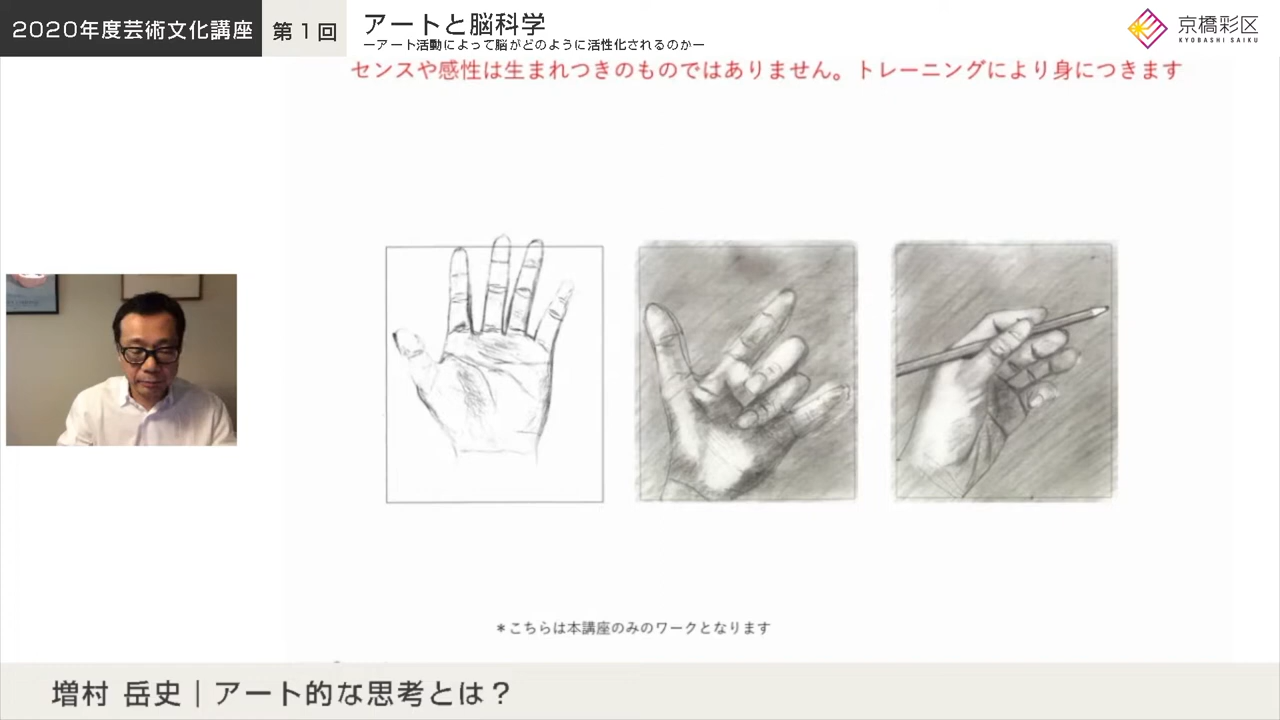 2020年度芸術文化講座
第1回
アートと脳科学
ーアート活動によって脳がどのように活性化されるのかー
京橋彩区
KYOBASHI SAIKU
センスや感性は生まれつきのものではありません。トレーニングにより身につきます
＊こちらは本講座のみのワークとなります
増村 岳史｜アート的な思考とは？